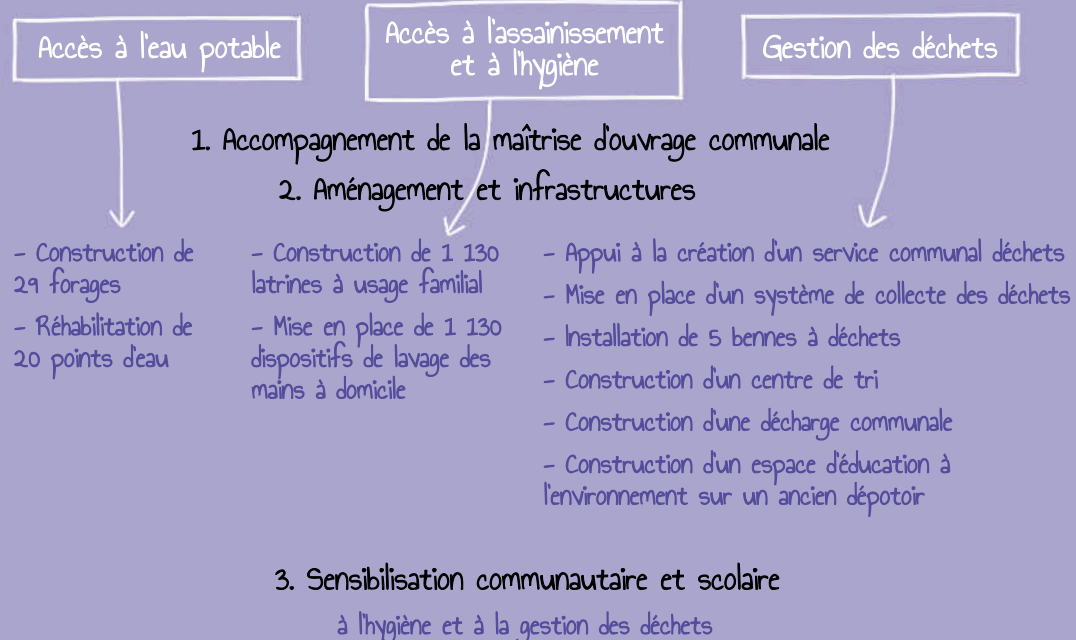 Accès à l'eau potable
Accès à l'assainissement
et à l'hygiène
Gestion des déchets
1. Accompagnement de la maîtrise d'ouvrage communale
2. Aménagement et infrastructures
- Construction de
29 forages
- Réhabilitation de
20 points d'eau
- Construction de 1 130
latrines à usage familial
- Mise en place de 1 130
dispositifs de lavage des
mains à domicile
- Appui à la création d'un service communal déchets
- Mise en place d'un système de collecte des déchets
- Installation de 5 bennes à déchets
- Construction d'un centre de tri
- Construction d'une décharge communale
- Construction d'un espace d'éducation à
l'environnement sur un ancien dépotoir
3. Sensibilisation communautaire et scolaire
à l'hygiène et à la gestion des déchets